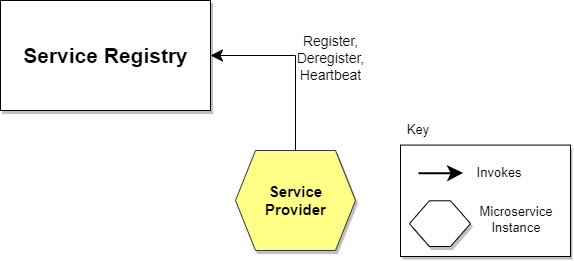 Service Registry
Register,
Deregister,
Heartbeat
Service
Provider
Key
Invokes
Microservice
Instance